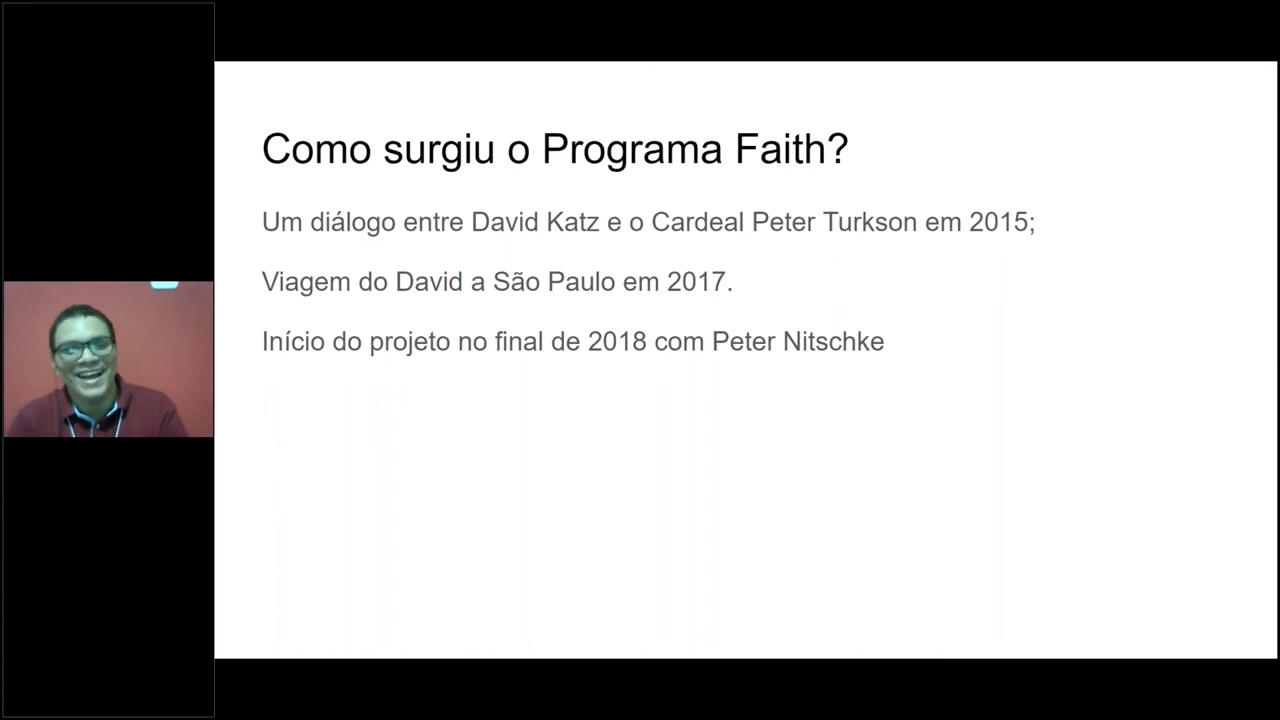 Como surgiu o Programa Faith?
Um diálogo entre David Katz e o Cardeal Peter Turkson em 2015;
Viagem do David a São Paulo em 2017.
Início do projeto no final de 2018 com Peter Nitschke